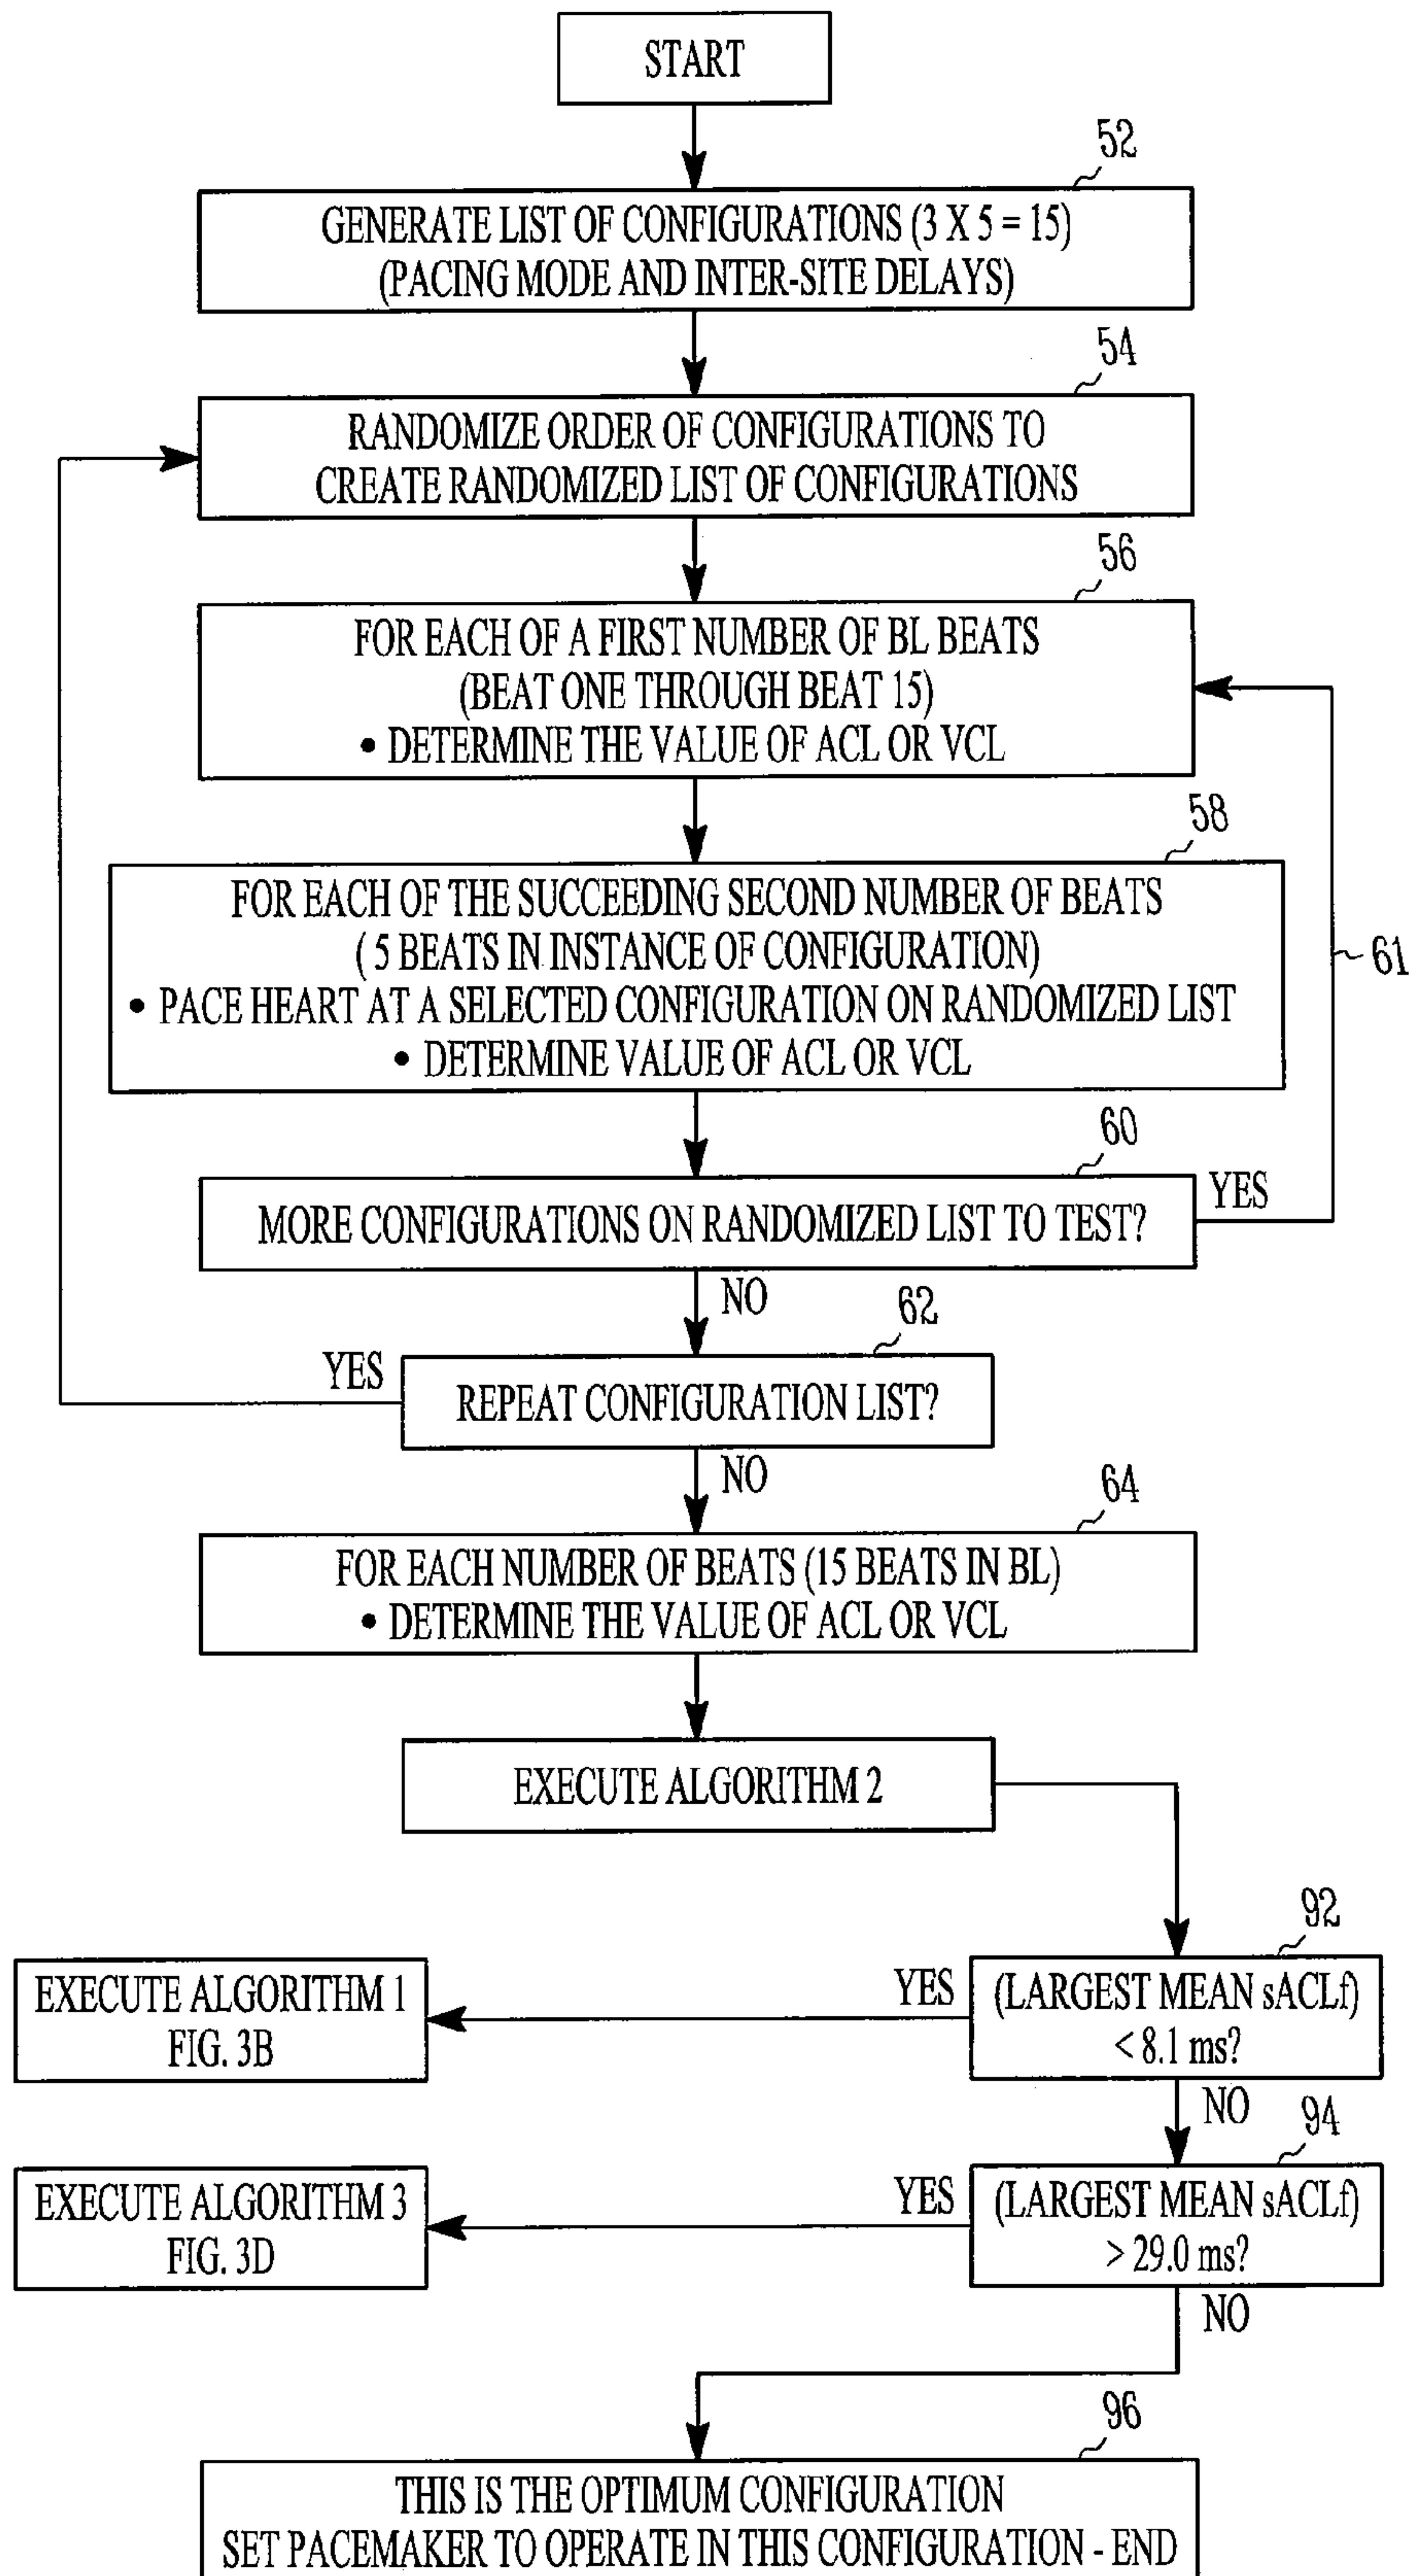 START
52
GENERATE LIST OF CONFIGURATIONS (3 X 5 = 15)
(PACING MODE AND INTER-SITE DELAYS)
54
RANDOMIZE ORDER OF CONFIGURATIONS TO
CREATE RANDOMIZED LIST OF CONFIGURATIONS
56
FOR EACH OF A FIRST NUMBER OF BL BEATS
(BEAT ONE THROUGH BEAT 15)
• DETERMINE THE VALUE OF ACL OR VCL
58
FOR EACH OF THE SUCCEEDING SECOND NUMBER OF BEATS
( 5 BEATS IN INSTANCE OF CONFIGURATION)
• PACE HEART AT A SELECTED CONFIGURATION ON RANDOMIZED LIST
• DETERMINE VALUE OF ACL OR VCL
61
60
MORE CONFIGURATIONS ON RANDOMIZED LIST TO TEST?
YES
NO
62
YES
REPEAT CONFIGURATION LIST?
NO
64
FOR EACH NUMBER OF BEATS (15 BEATS IN BL)
• DETERMINE THE VALUE OF ACL OR VCL
EXECUTE ALGORITHM 2
92
(LARGEST MEAN sACLf)
< 8.1 ms?
YES
EXECUTE ALGORITHM 1
FIG. 3B
NO
94
(LARGEST MEAN sACLf)
> 29.0 ms?
YES
EXECUTE ALGORITHM 3
FIG. 3D
NO
96
THIS IS THE OPTIMUM CONFIGURATION
SET PACEMAKER TO OPERATE IN THIS CONFIGURATION - END